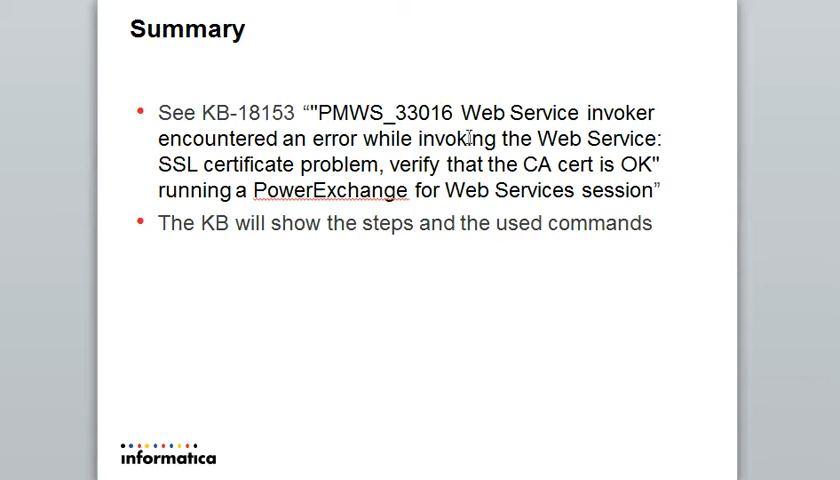 Summary
• See KB-18153 “"PMWS_33016 Web Service invoker
encountered an error while invoking the Web Service:
SSL certificate problem, verify that the CA cert is OK"
running a PowerExchange for Web Services session”
• The KB will show the steps and the used commands
informatica